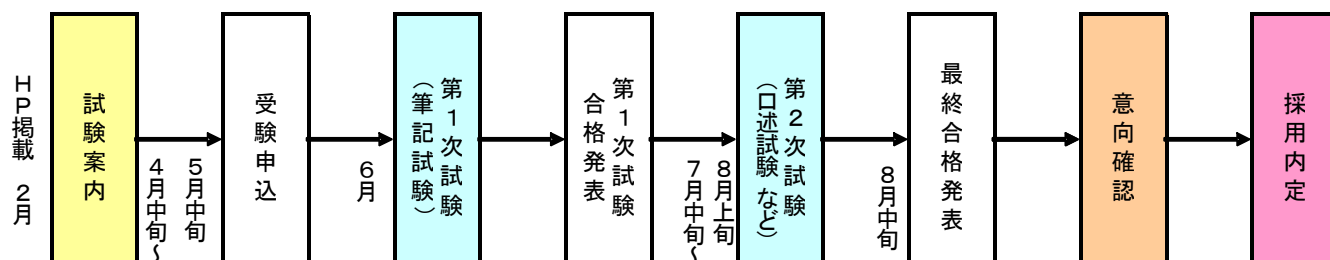 HP掲載 2月
試験案内
4月中旬~
5月中旬
受験申込
6月
第1次試験
(筆記試験)
第1次試験
合格発表
7月中旬~
8月上旬
第2次試験
(口述試験 など)
8月中旬
最終合格発表
意向確認
採用内定